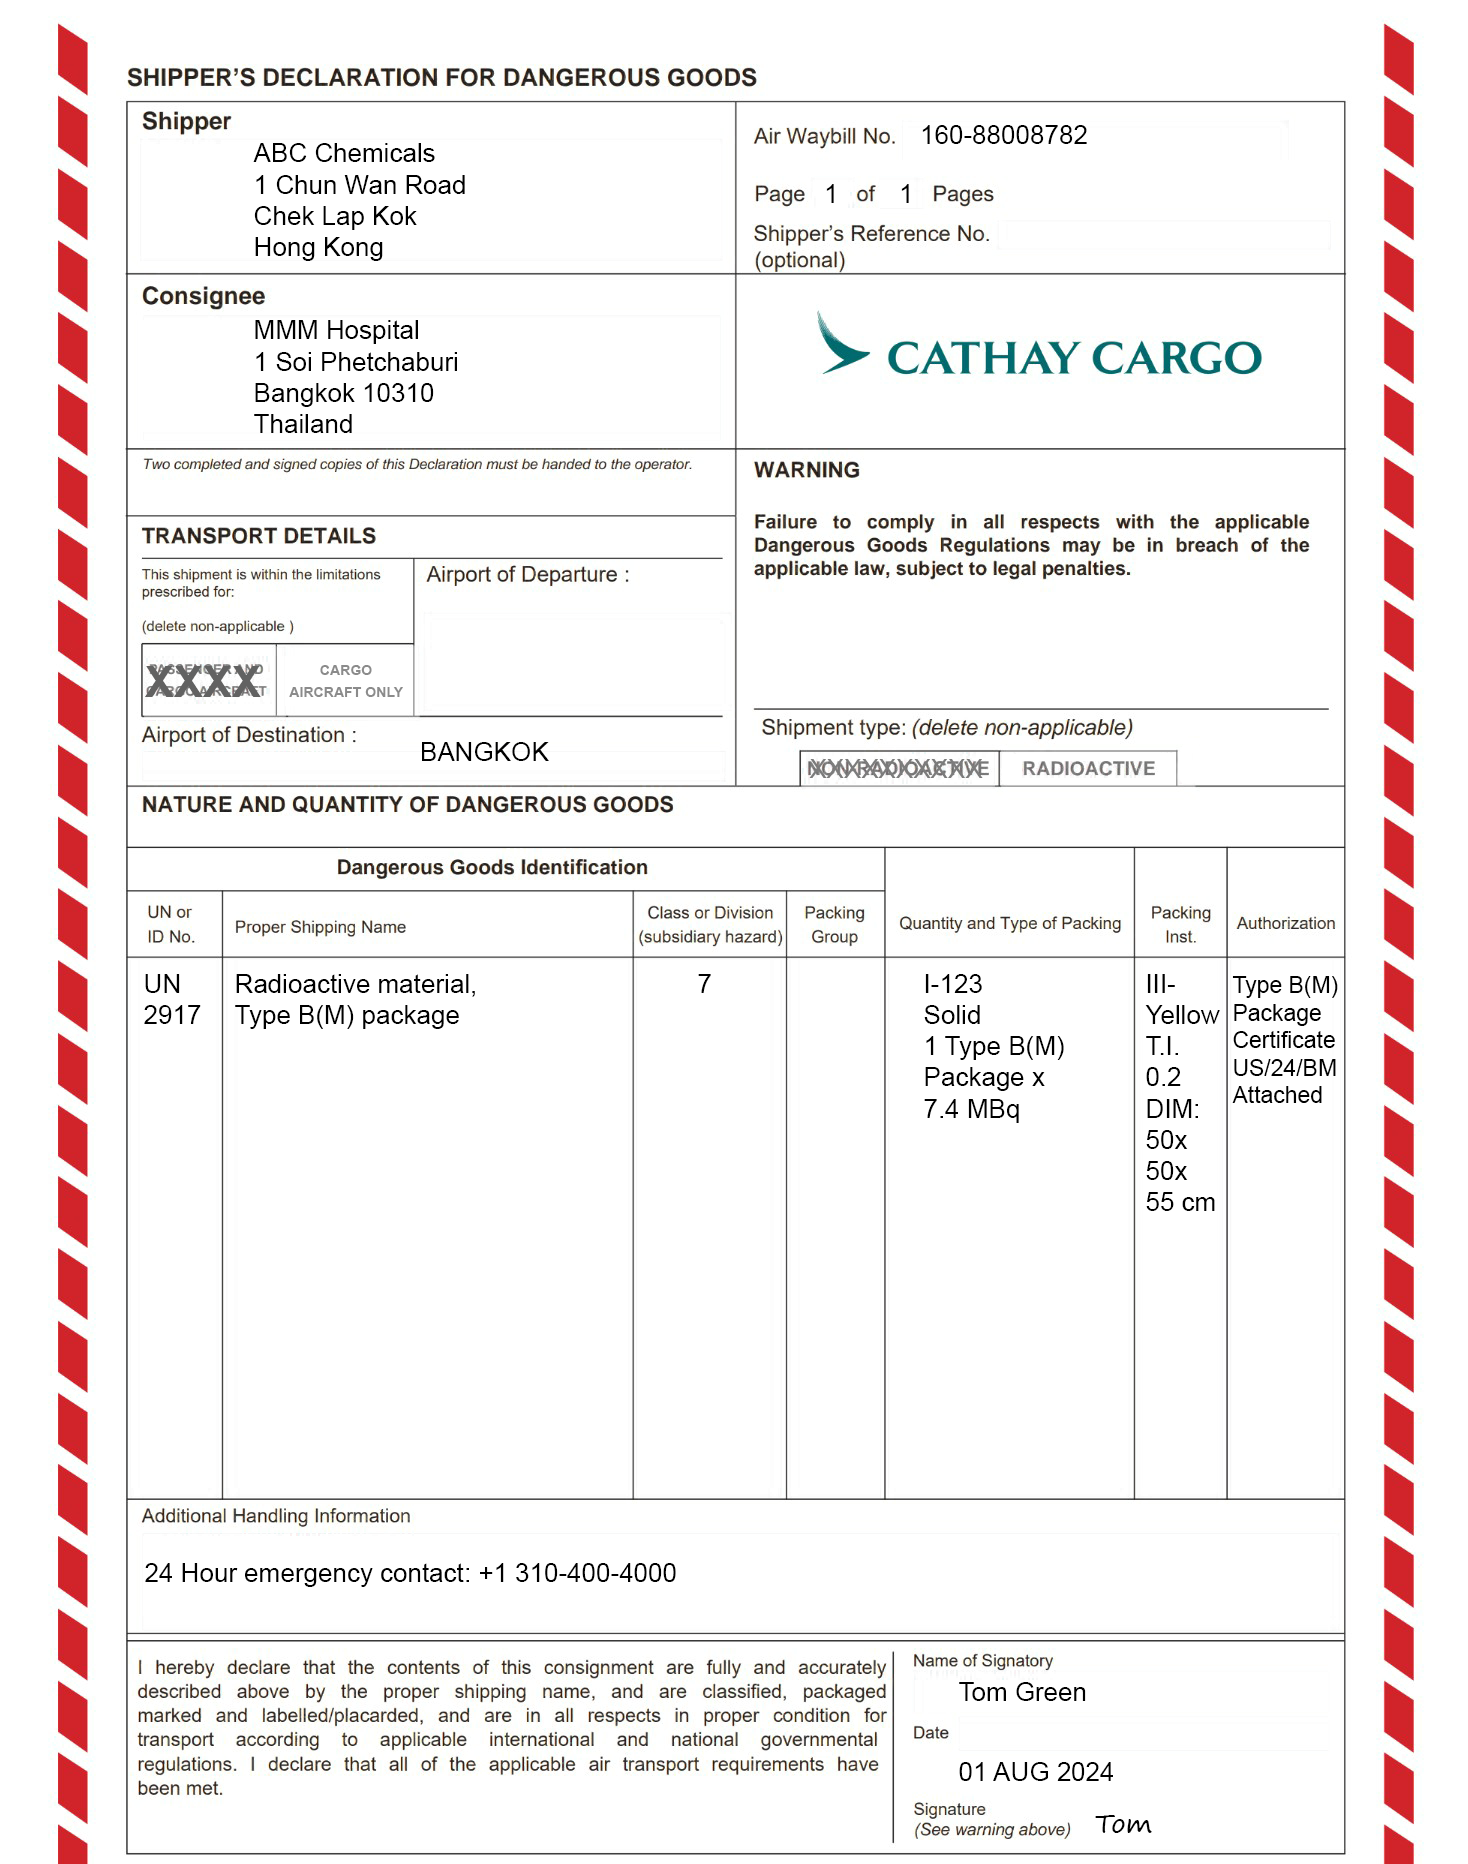 SHIPPER'S DECLARATION FOR DANGEROUS GOODS
Shipper
ABC Chemicals
1 Chun Wan Road
Chek Lap Kok
Hong Kong
Air Waybill No. 160-88008782
Page 1 of 1 Pages
Shipper's Reference No.
(optional)
Consignee
MMM Hospital
1 Soi Phetchaburi
Bangkok 10310
Thailand
CATHAY CARGO
Two completed and signed copies of this Declaration must be handed to the operator.
WARNING
Failure to comply in all respects with the applicable
Dangerous Goods Regulations may be in breach of the
applicable law, subject to legal penalties.
TRANSPORT DETAILS
This shipment is within the limitations
prescribed for:
(delete non-applicable )
Airport of Departure :
PASSENGER AND
CARGO AIRCRAFT
XXXX
CARGO
AIRCRAFT ONLY
Airport of Destination :
BANGKOK
Shipment type: (delete non-applicable)
NON-RADIOACTIVE
RADIOACTIVE
NATURE AND QUANTITY OF DANGEROUS GOODS
Dangerous Goods Identification
UN or
ID No.
Proper Shipping Name
Class or Division
(subsidiary hazard)
Packing
Group
Quantity and Type of Packing
Packing
Inst.
Authorization
UN
2917
Radioactive material,
Type B(M) package
7
I-123
Solid
1 Type B(M)
Package x
7.4 MBq
III-
Yellow
T.I.
0.2
DIM:
50x
50x
55 cm
Type B(M)
Package
Certificate
US/24/BM
Attached
Additional Handling Information
24 Hour emergency contact: +1 310-400-4000
I hereby declare that the contents of this consignment are fully and accurately
described above by the proper shipping name, and are classified, packaged
marked and labelled/placarded, and are in all respects in proper condition for
transport according to applicable international and national governmental
regulations. I declare that all of the applicable air transport requirements have
been met.
Name of Signatory
Tom Green
Date
01 AUG 2024
Signature
(See warning above)
Tom